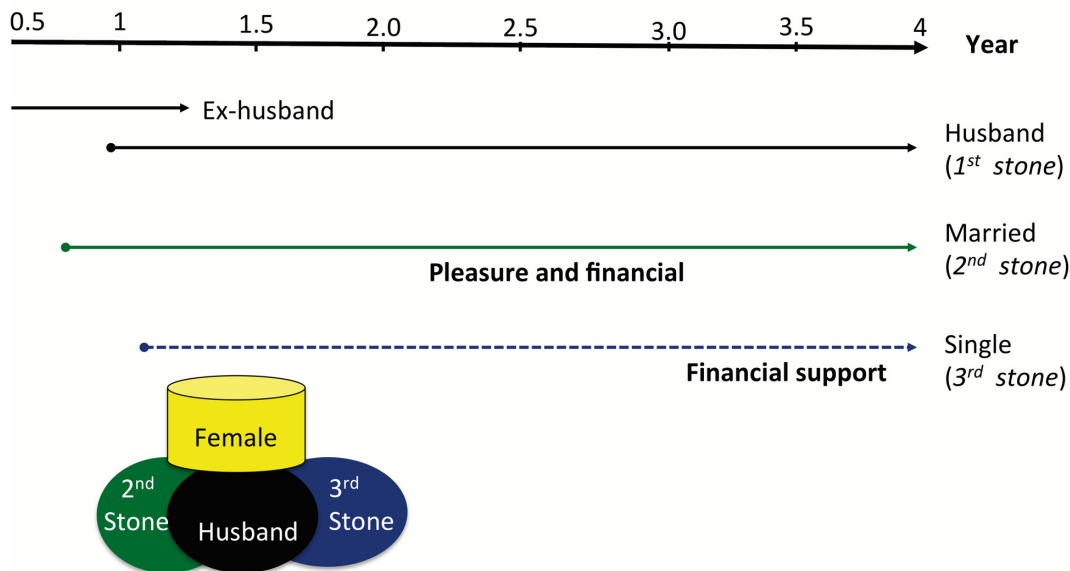 0.5 1 1.5 2.0 2.5 3.0 3.5 4
Year
Ex-husband
Husband
(1st stone)
Married
(2nd stone)
Pleasure and financial
Single
(3rd stone)
Financial support
Female
2nd
Stone
Husband
3rd
Stone